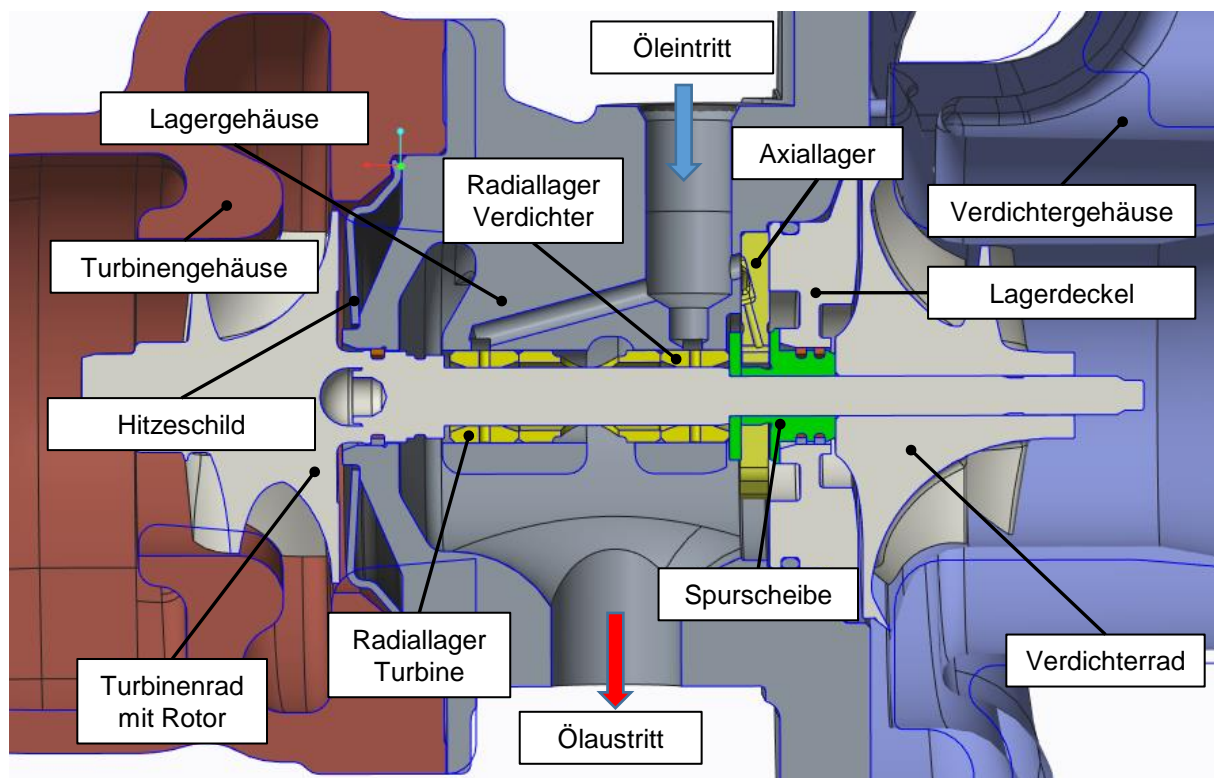 Öleintritt
Lagergehäuse
Axiallager
Radiallager
Verdichter
Verdichtergehäuse
Turbinengehäuse
Lagerdeckel
Hitzeschild
Spurscheibe
Radiallager
Turbine
Verdichterrad
Turbinenrad
mit Rotor
Ölaustritt